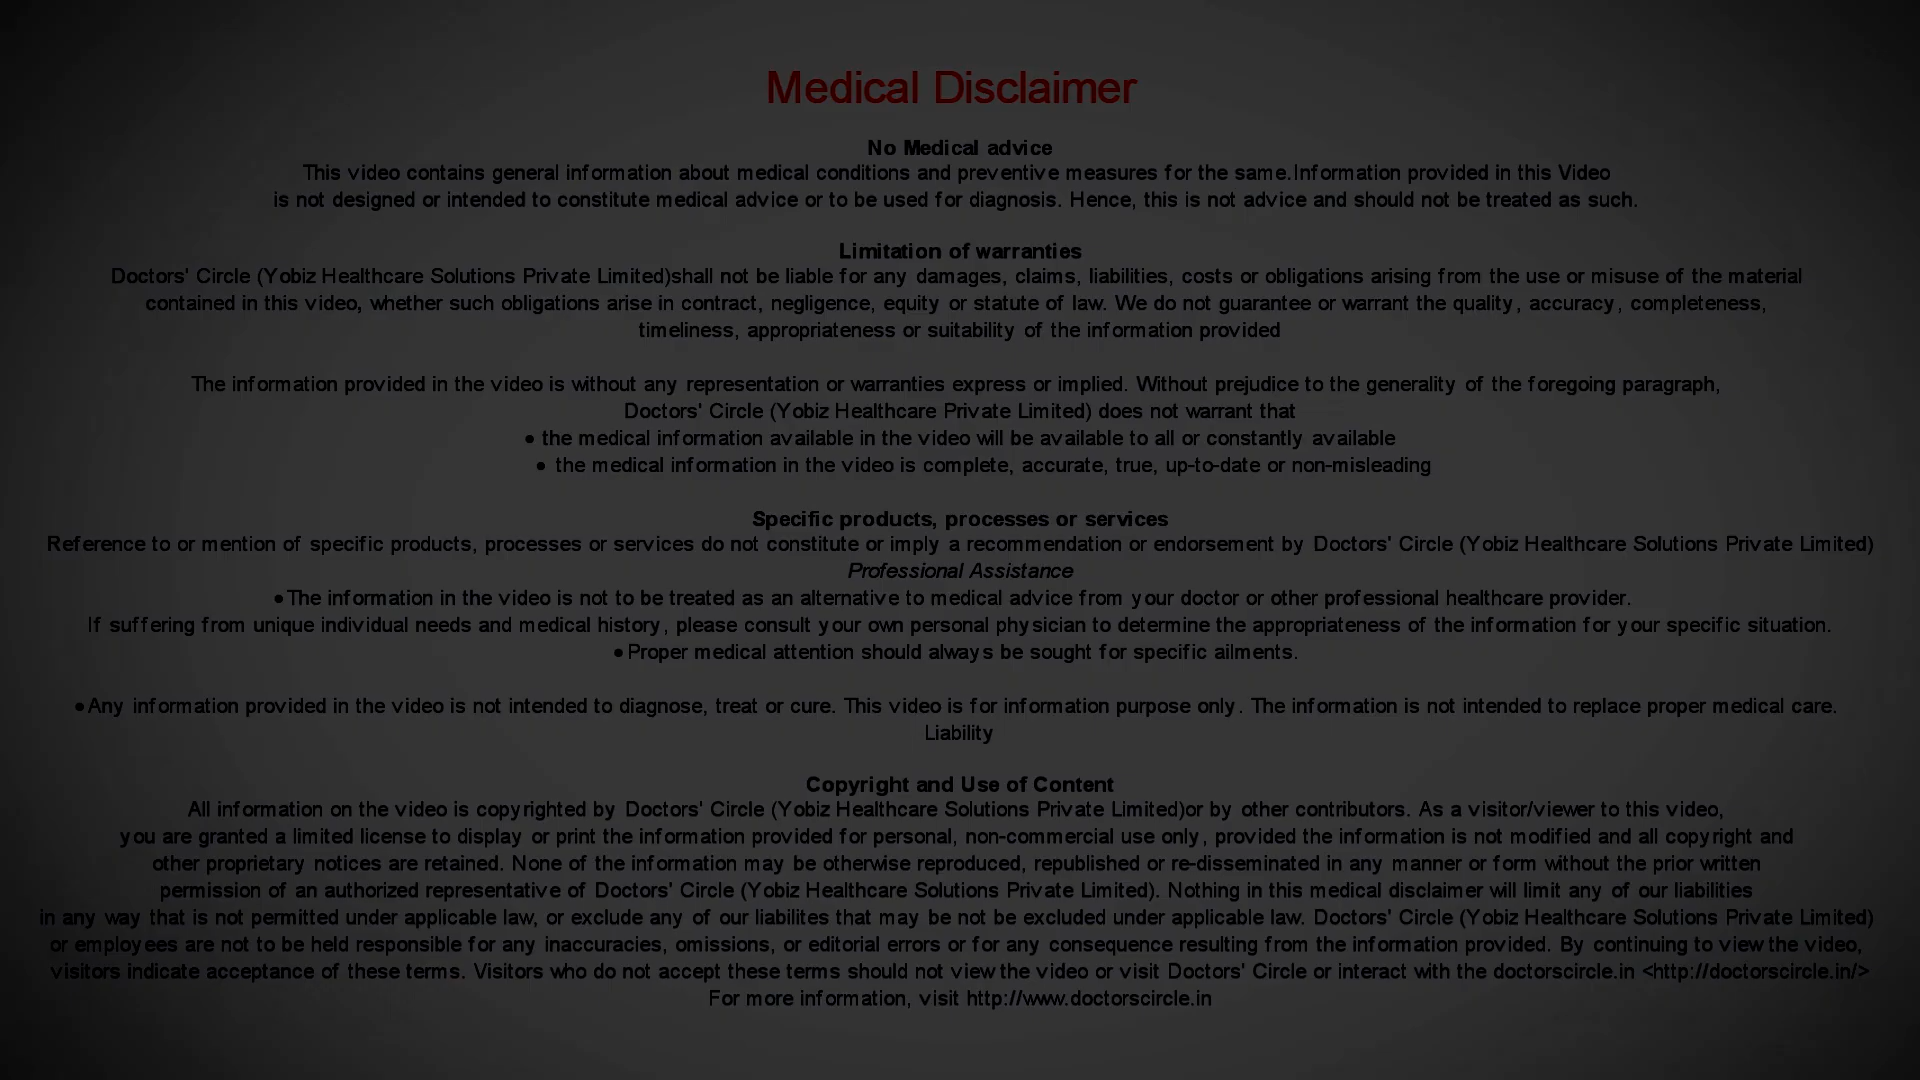 Medical Disclaimer
No Medical advice
This video contains general information about medical conditions and preventive measures for the same.Information provided in this Video
is not designed or intended to constitute medical advice or to be used for diagnosis. Hence, this is not advice and should not be treated as such.
Limitation of warranties
Doctors' Circle (Yobiz Healthcare Solutions Private Limited)shall not be liable for any damages, claims, liabilities, costs or obligations arising from the use or misuse of the material
contained in this video, whether such obligations arise in contract, negligence, equity or statute of law. We do not guarantee or warrant the quality, accuracy, completeness,
timeliness, appropriateness or suitability of the information provided
The information provided in the video is without any representation or warranties express or implied. Without prejudice to the generality of the foregoing paragraph,
Doctors' Circle (Yobiz Healthcare Private Limited) does not warrant that
• the medical information available in the video will be available to all or constantly available
• the medical information in the video is complete, accurate, true, up-to-date or non-misleading
Specific products, processes or services
Reference to or mention of specific products, processes or services do not constitute or imply a recommendation or endorsement by Doctors' Circle (Yobiz Healthcare Solutions Private Limited)
Professional Assistance
•The information in the video is not to be treated as an alternative to medical advice from your doctor or other professional healthcare provider.
If suffering from unique individual needs and medical history, please consult your own personal physician to determine the appropriateness of the information for your specific situation.
•Proper medical attention should always be sought for specific ailments.
•Any information provided in the video is not intended to diagnose, treat or cure. This video is for information purpose only. The information is not intended to replace proper medical care.
Liability
Copyright and Use of Content
All information on the video is copyrighted by Doctors' Circle (Yobiz Healthcare Solutions Private Limited)or by other contributors. As a visitor/viewer to this video,
you are granted a limited license to display or print the information provided for personal, non-commercial use only, provided the information is not modified and all copyright and
other proprietary notices are retained. None of the information may be otherwise reproduced, republished or re-disseminated in any manner or form without the prior written
permission of an authorized representative of Doctors' Circle (Yobiz Healthcare Solutions Private Limited). Nothing in this medical disclaimer will limit any of our liabilities
in any way that is not permitted under applicable law, or exclude any of our liabilites that may be not be excluded under applicable law. Doctors' Circle (Yobiz Healthcare Solutions Private Limited)
or employees are not to be held responsible for any inaccuracies, omissions, or editorial errors or for any consequence resulting from the information provided. By continuing to view the video,
visitors indicate acceptance of these terms. Visitors who do not accept these terms should not view the video or visit Doctors' Circle or interact with the doctorscircle.in <http://doctorscircle.in/>
For more information, visit http://www.doctorscircle.in